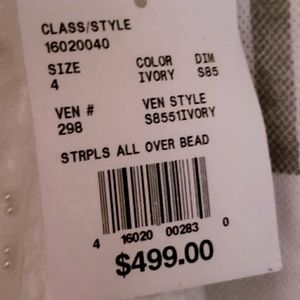 CLASS/STYLE
16020040
SIZE COLOR DIM
4 IVORY S85
VEN # VEN STYLE
298 S8551IVORY
STRPLS ALL OVER BEAD
4 16020 00283 0
$499.00